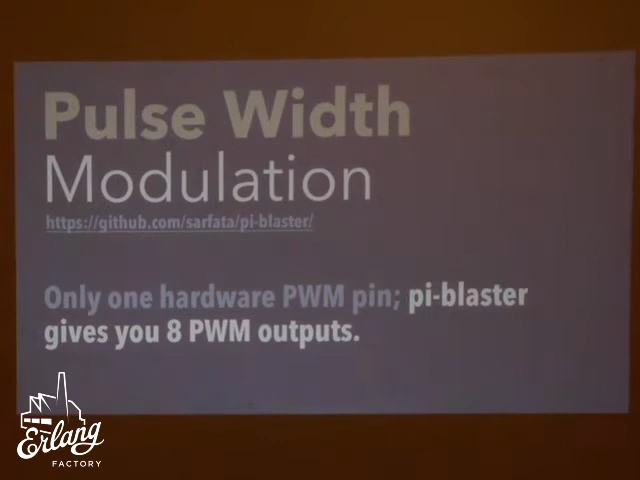 Pulse Width
Modulation
https://github.com/sarfata/pi-blaster/
Only one hardware PWM pin; pi-blaster
gives you 8 PWM outputs.
Erlang
FACTORY